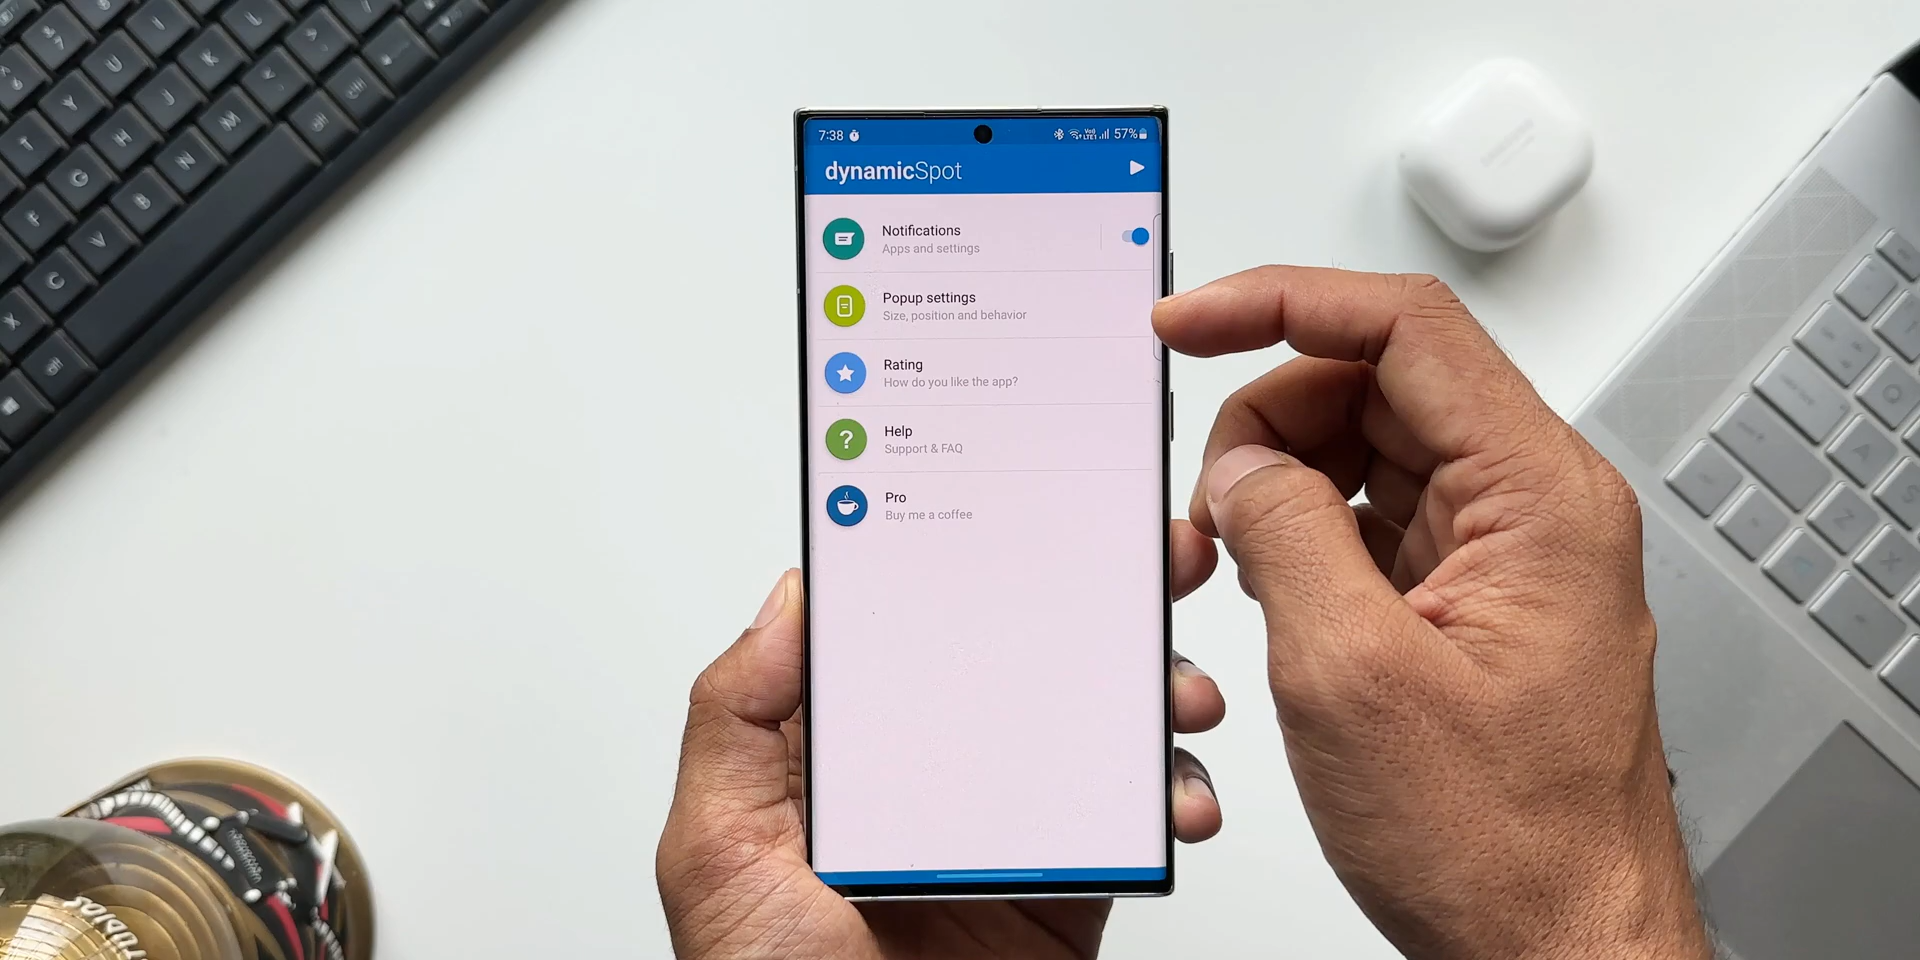 7:38
57%
dynamicSpot
Notifications
Apps and settings
Popup settings
Size, position and behavior
Rating
How do you like the app?
Help
Support & FAQ
Pro
Buy me a coffee